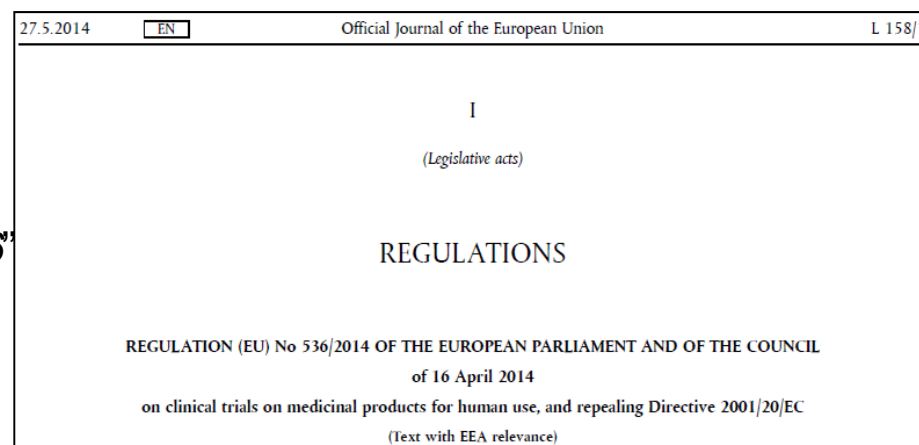 27.5.2014 EN Official Journal of the European Union L 158/
I
(Legislative acts)
REGULATIONS
REGULATION (EU) No 536/2014 OF THE EUROPEAN PARLIAMENT AND OF THE COUNCIL
of 16 April 2014
on clinical trials on medicinal products for human use, and repealing Directive 2001/20/EC
(Text with EEA relevance)